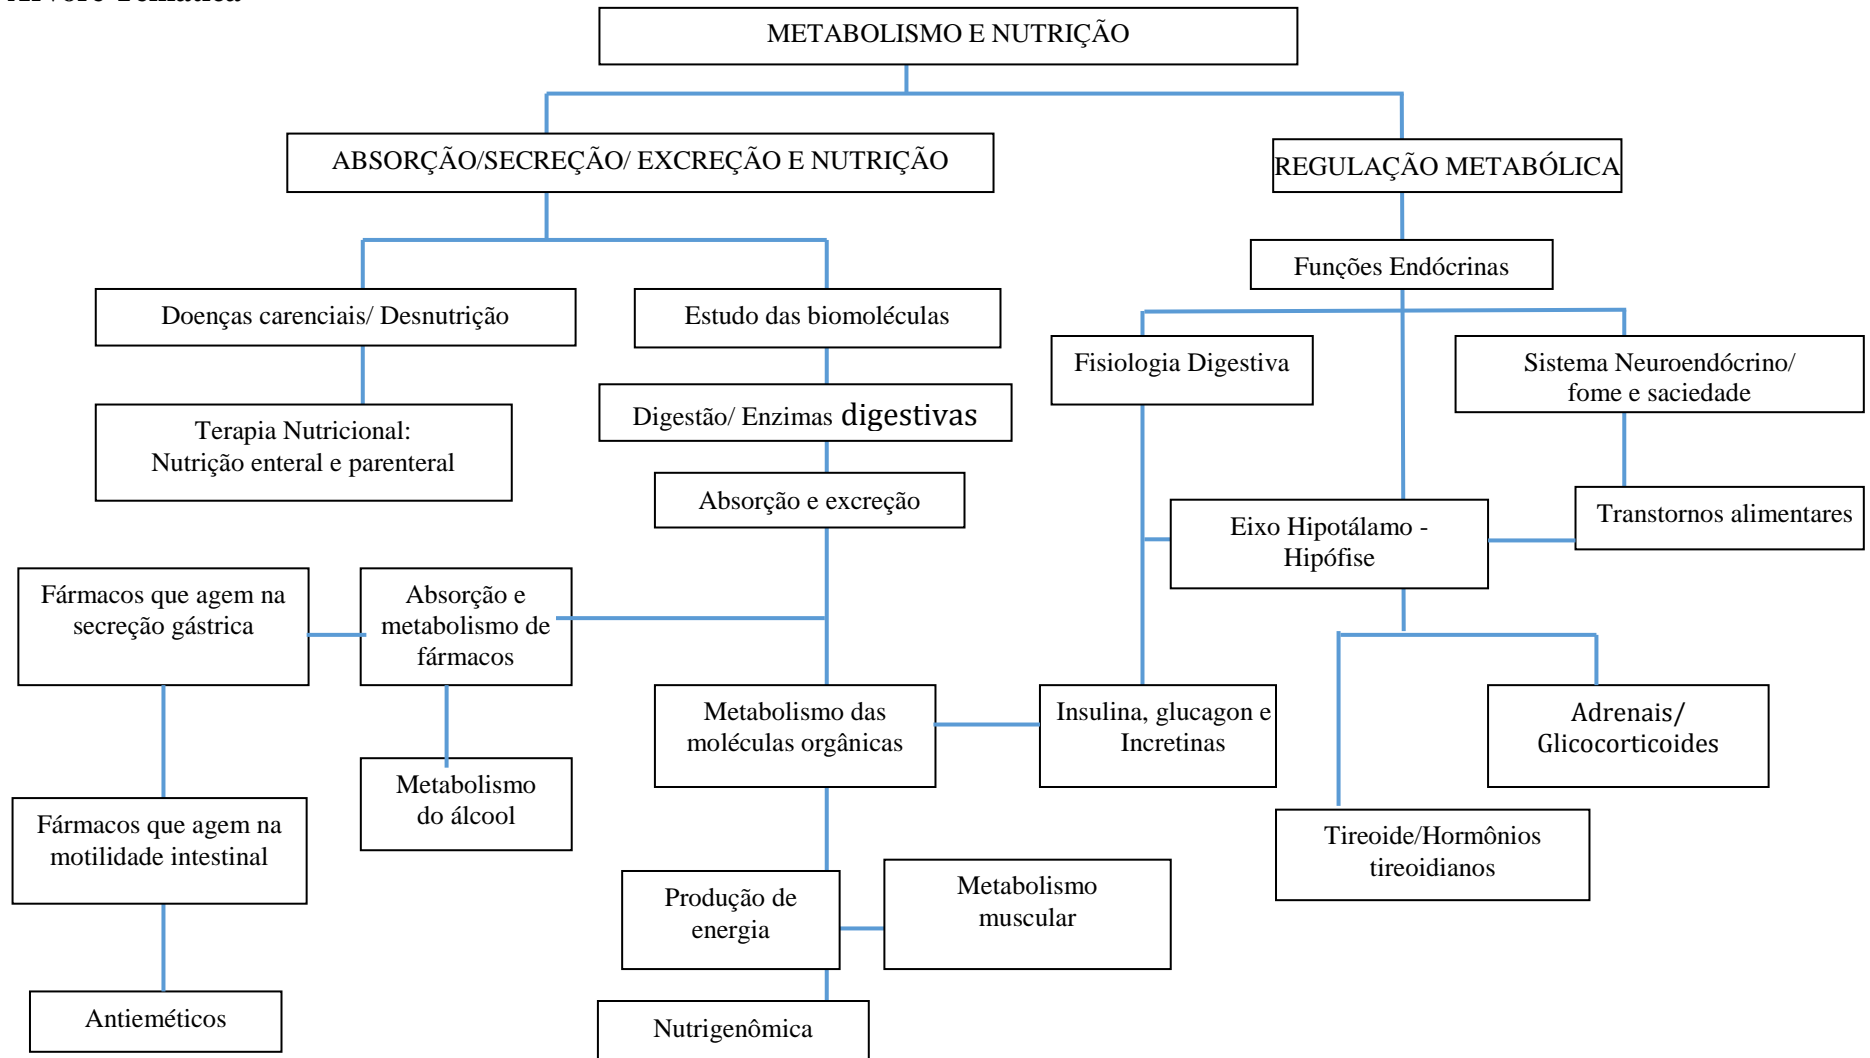 METABOLISMO E NUTRIÇÃO
ABSORÇÃO/SECREÇÃO/ EXCREÇÃO E NUTRIÇÃO
REGULAÇÃO METABÓLICA
Funções Endócrinas
Doenças carenciais/ Desnutrição
Estudo das biomoléculas
Fisiologia Digestiva
Sistema Neuroendócrino/
fome e saciedade
Digestão/ Enzimas digestivas
Terapia Nutricional:
Nutrição enteral e parenteral
Absorção e excreção
Eixo Hipotálamo -
Hipófise
Transtornos alimentares
Fármacos que agem na
secreção gástrica
Absorção e
metabolismo de
fármacos
Metabolismo das
moléculas orgânicas
Insulina, glucagon e
Incretinas
Adrenais/
Glicocorticoides
Metabolismo
do álcool
Fármacos que agem na
motilidade intestinal
Tireoide/Hormônios
tireoidianos
Produção de
energia
Metabolismo
muscular
Antieméticos
Nutrigenômica